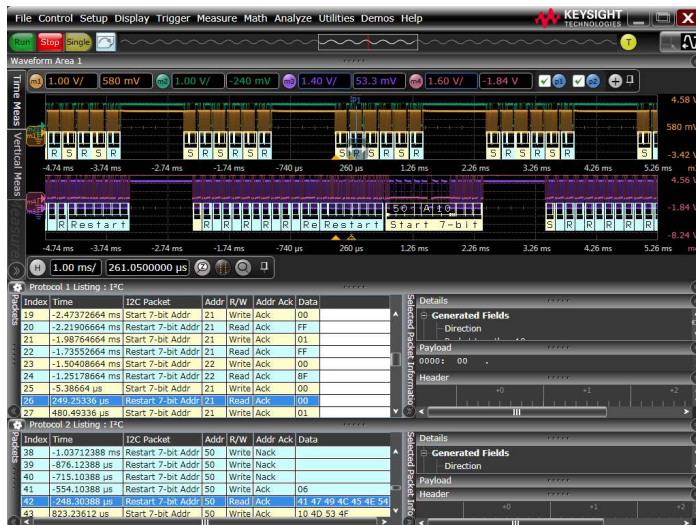 File Control Setup Display Trigger Measure Math Analyze Utilities Demos Help
KEYSIGHT
TECHNOLOGIES
Run Stop Single
T
Waveform Area 1
Time Meas
Vertical Meas
m1 1.00 V/ 580 mV m2 1.00 V/ -240 mV m3 1.40 V/ 53.3 mV m4 1.60 V/ -1.84 V p1 p2
P1
4.58 V
580 mV
-3.42 V
R S R S R S R S R
-4.74 ms -3.74 ms -2.74 ms -1.74 ms -740 µs 260 µs 1.26 ms 2.26 ms 3.26 ms 4.26 ms 5.26 ms
4.56 V
-1.84 V
R Restart R R R R R R Re Restart Start 7-bit S R R R R
-8.24 V
-4.74 ms -3.74 ms -2.74 ms -1.74 ms -740 µs 260 µs 1.26 ms 2.26 ms 3.26 ms 4.26 ms 5.26 ms
H 1.00 ms/ 261.0500000 µs
Protocol 1 Listing : I²C
Packets
Index Time I2C Packet Addr R/W Addr Ack Data
19 -2.47372664 ms Start 7-bit Addr 21 Write Ack 00
20 -2.21906664 ms Restart 7-bit Addr 21 Read Ack FF
21 -1.98764664 ms Start 7-bit Addr 21 Write Ack 01
22 -1.73552664 ms Restart 7-bit Addr 21 Read Ack FF
23 -1.50408664 ms Start 7-bit Addr 22 Write Ack 00
24 -1.25178664 ms Restart 7-bit Addr 22 Read Ack 8F
25 -5.38664 µs Start 7-bit Addr 21 Write Ack 00
26 249.25336 µs Restart 7-bit Addr 21 Read Ack 00
27 480.49336 µs Start 7-bit Addr 21 Write Ack 01
Selected Packet Informatio
Details
Generated Fields
Direction
Payload
0000: 00 .
Header
+0 +1 +2
Protocol 2 Listing : I²C
Packets
Index Time I2C Packet Addr R/W Addr Ack Data
38 -1.03712388 ms Restart 7-bit Addr 50 Write Nack
39 -876.12388 µs Restart 7-bit Addr 50 Write Nack
40 -715.10388 µs Restart 7-bit Addr 50 Write Nack
41 -554.10388 µs Restart 7-bit Addr 50 Write Ack 06
42 -248.30388 µs Restart 7-bit Addr 50 Read Ack 41 47 49 4C 45 4E 54
43 823.23612 µs Start 7-bit Addr 50 Write Ack 10 4D 53 4F
Selected Packet Info
Details
Generated Fields
Direction
Payload
Header
+0 +1 +2